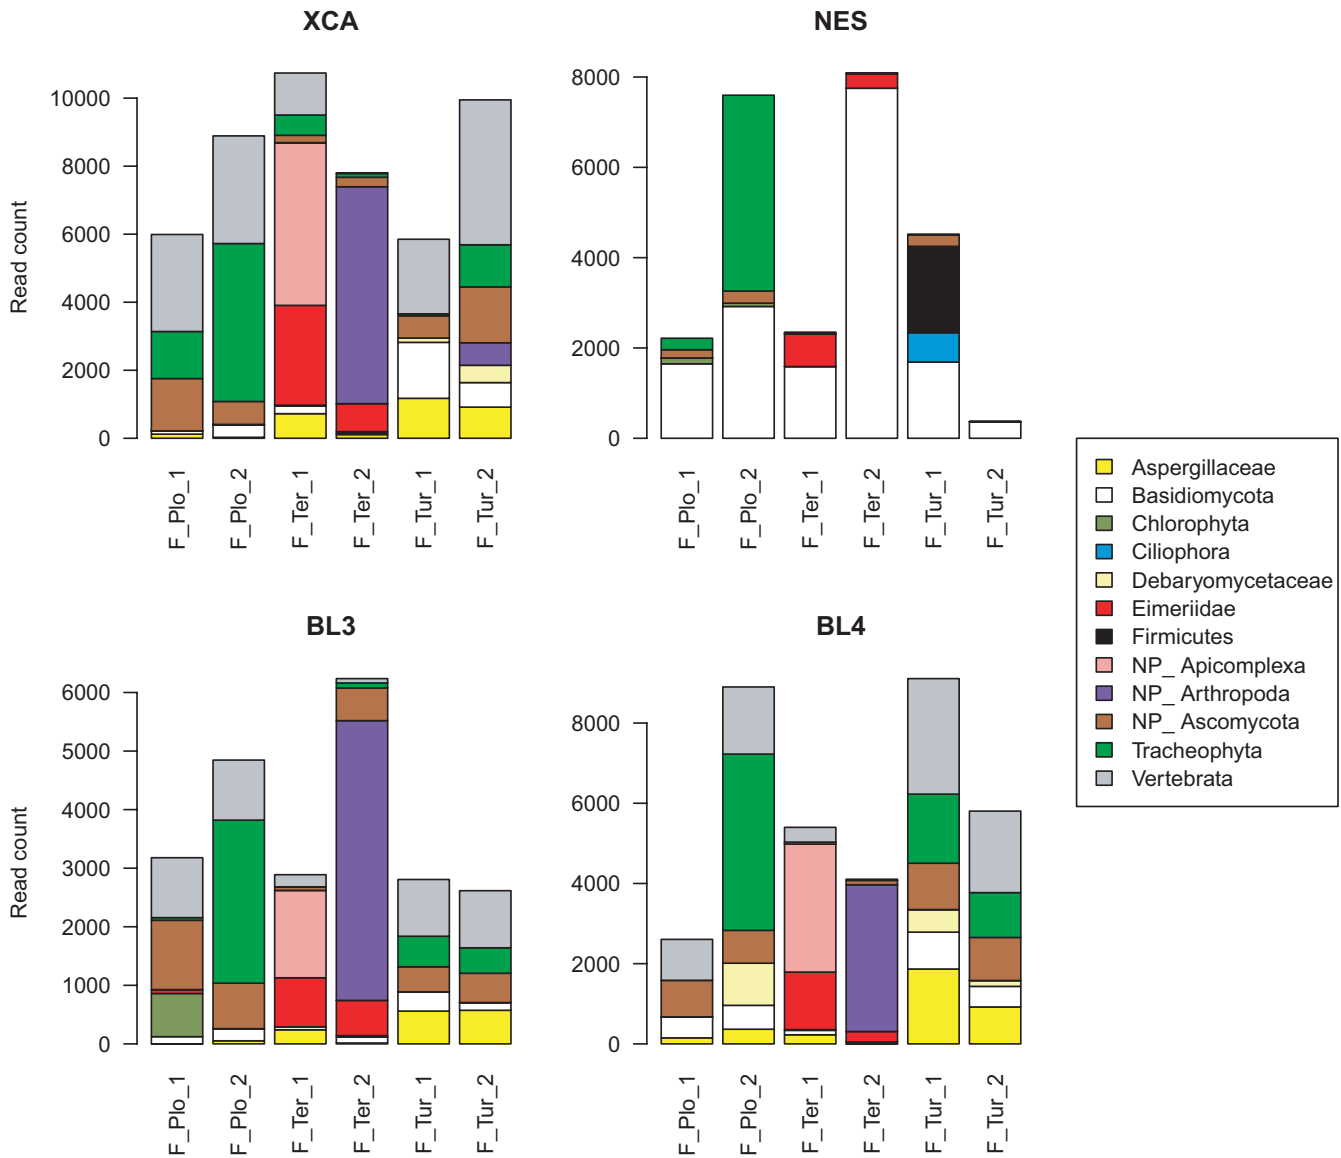 XCA
Read count
10000
8000
6000
4000
2000
0
F_Plo_1
F_Plo_2
F_Ter_1
F_Ter_2
F_Tur_1
F_Tur_2
NES
8000
6000
4000
2000
0
F_Plo_1
F_Plo_2
F_Ter_1
F_Ter_2
F_Tur_1
F_Tur_2
Aspergillaceae
Basidiomycota
Chlorophyta
Ciliophora
Debaryomycetaceae
Eimeriidae
Firmicutes
NP_ Apicomplexa
NP_ Arthropoda
NP_ Ascomycota
Tracheophyta
Vertebrata
BL3
Read count
6000
5000
4000
3000
2000
1000
0
F_Plo_1
F_Plo_2
F_Ter_1
F_Ter_2
F_Tur_1
F_Tur_2
BL4
8000
6000
4000
2000
0
F_Plo_1
F_Plo_2
F_Ter_1
F_Ter_2
F_Tur_1
F_Tur_2